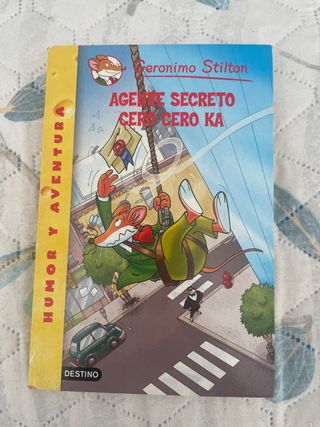 Geronimo Stilton
AGENTE SECRETO
CERO CERO KA
HUMOR Y AVENTURA
DESTINO